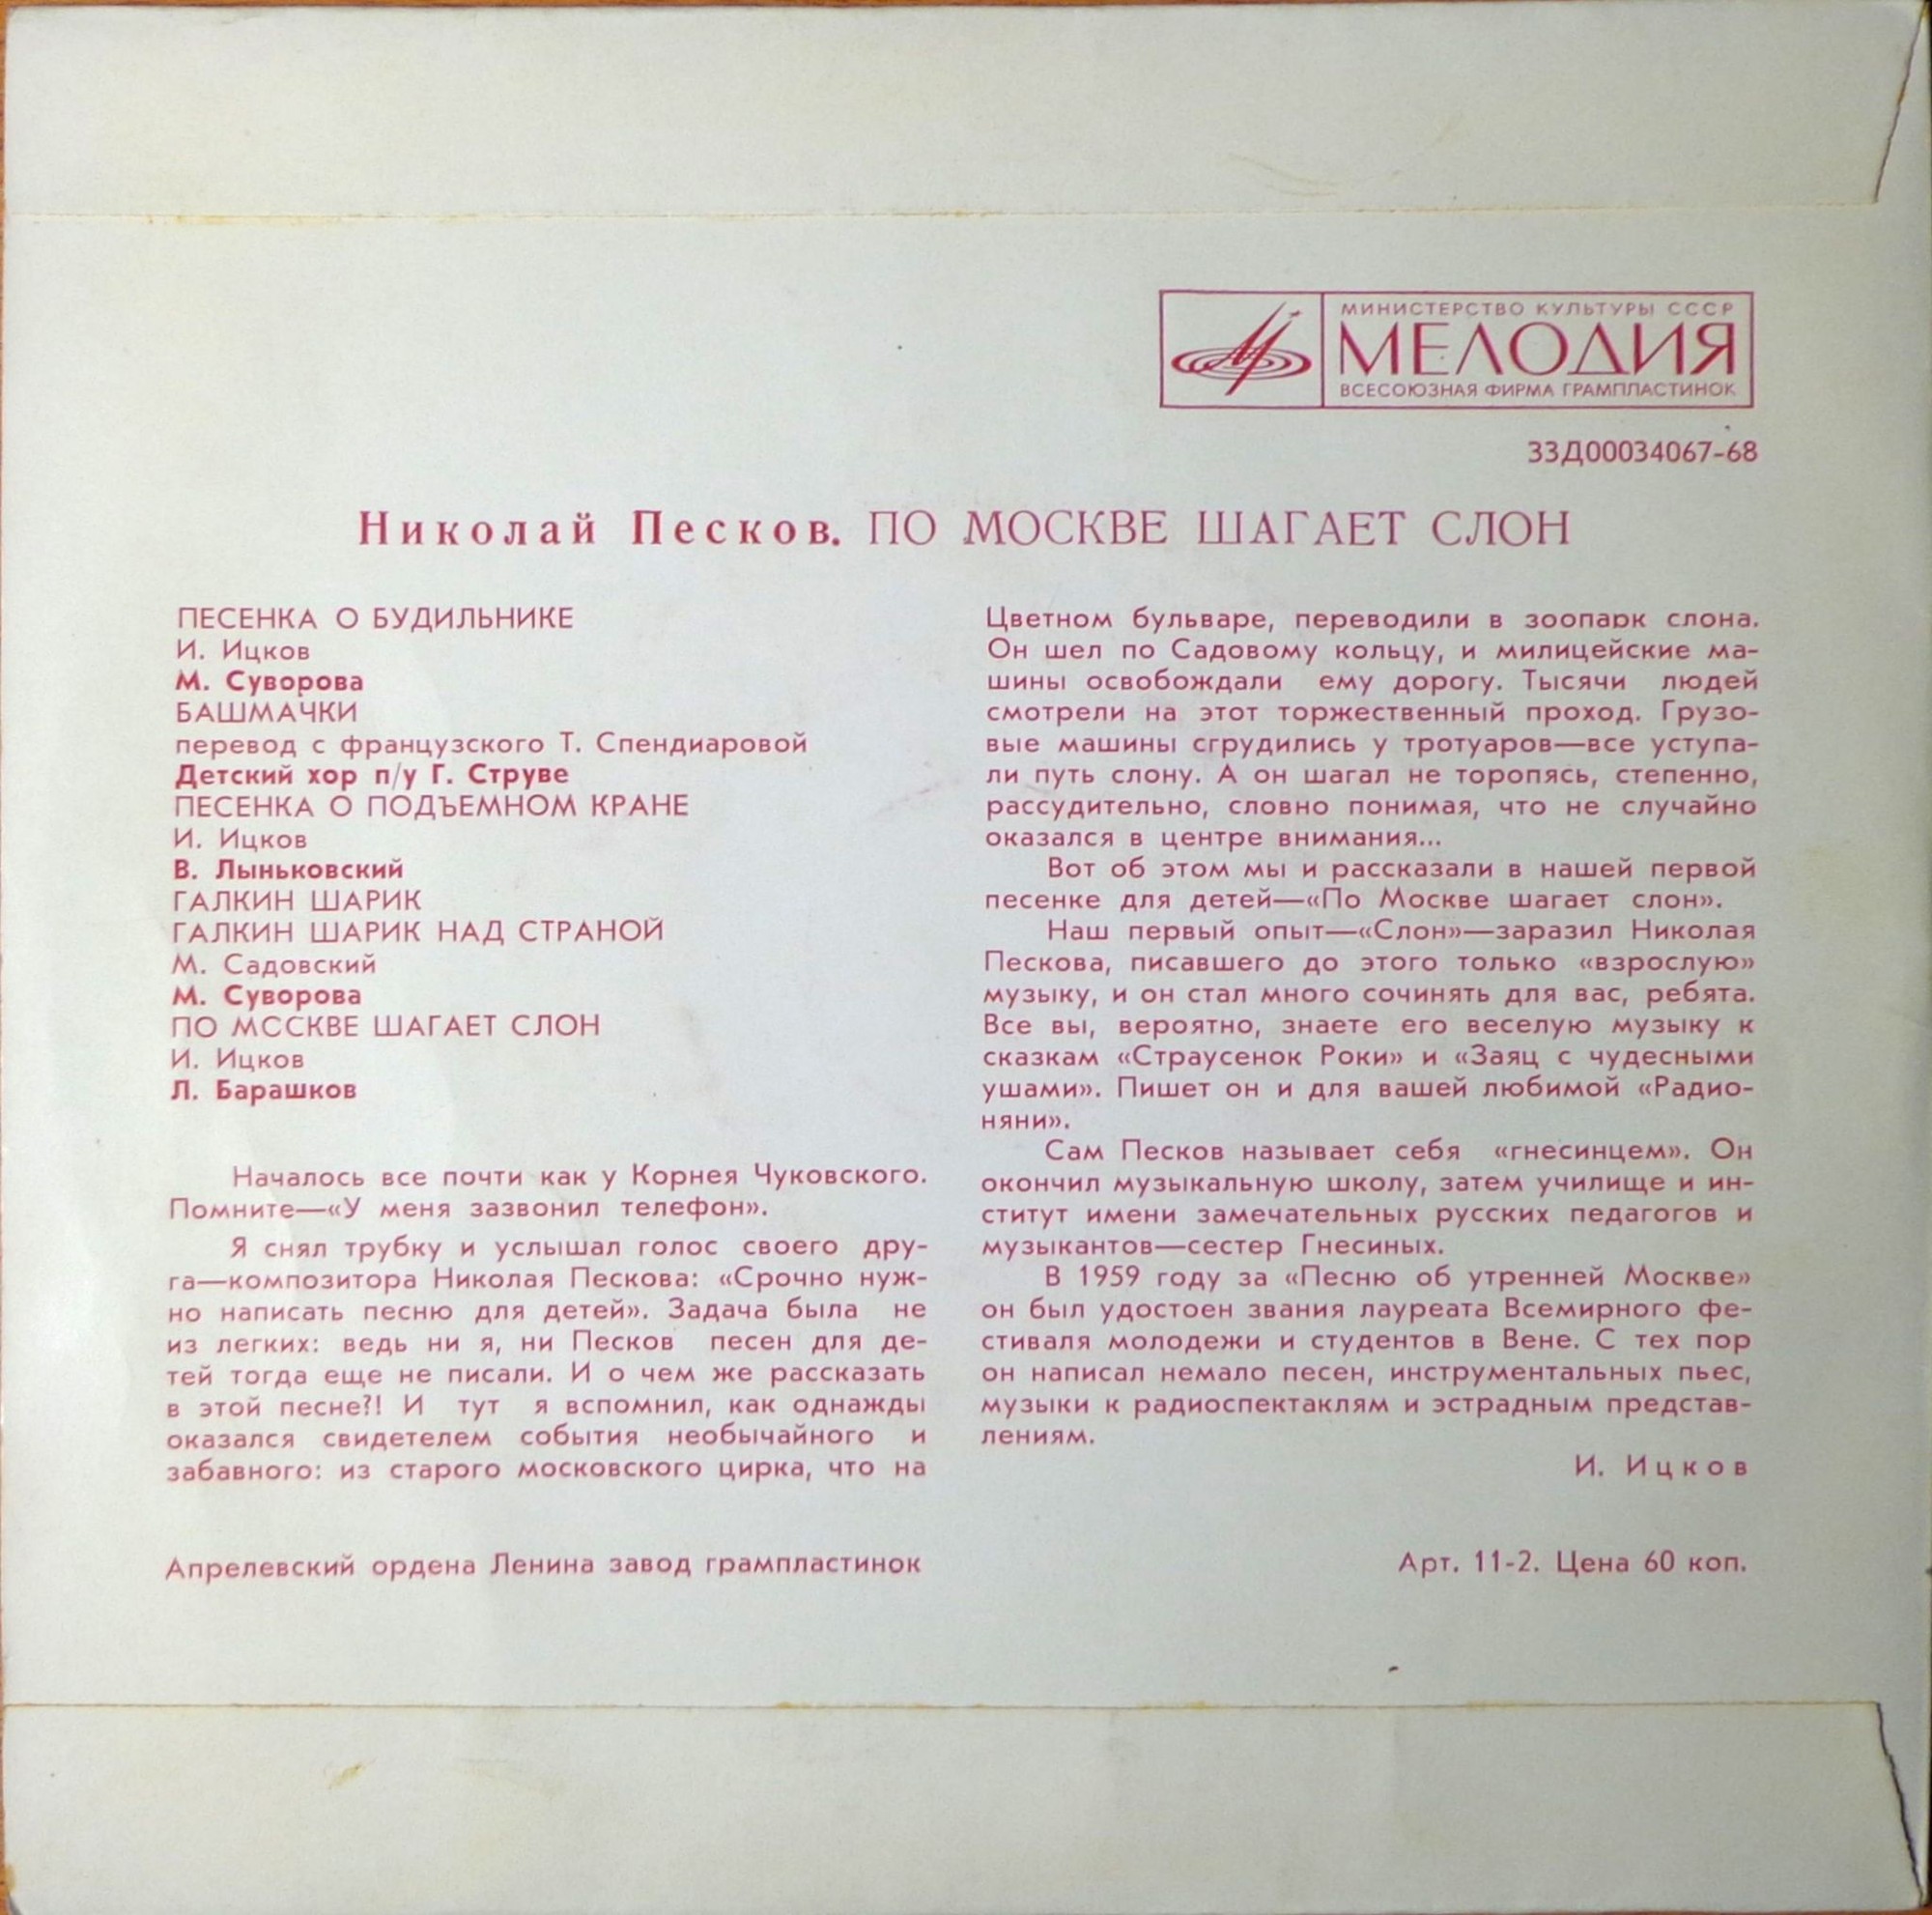 МИНИСТЕРСТВО КУЛЬТУРЫ СССР
МЕЛОДИЯ
ВСЕСОЮЗНАЯ ФИРМА ГРАМПЛАСТИНОК
33Д00034067-68
Николай Песков. ПО МОСКВЕ ШАГАЕТ СЛОН
ПЕСЕНКА О БУДИЛЬНИКЕ
И. Ицков
М. Суворова
БАШМАЧКИ
перевод с французского Т. Спендиаровой
Детский хор п/у Г. Струве
ПЕСЕНКА О ПОДЪЕМНОМ КРАНЕ
И. Ицков
В. Лыньковский
ГАЛКИН ШАРИК
ГАЛКИН ШАРИК НАД СТРАНОЙ
М. Садовский
М. Суворова
ПО МССКВЕ ШАГАЕТ СЛОН
И. Ицков
Л. Барашков
Началось все почти как у Корнея Чуковского.
Помните—«У меня зазвонил телефон».
Я снял трубку и услышал голос своего дру-
га—композитора Николая Пескова: «Срочно нуж-
но написать песню для детей». Задача была не
из легких: ведь ни я, ни Песков песен для де-
тей тогда еще не писали. И о чем же рассказать
в этой песне?! И тут я вспомнил, как однажды
оказался свидетелем события необычайного и
забавного: из старого московского цирка, что на
Цветном бульваре, переводили в зоопарк слона.
Он шел по Садовому кольцу, и милицейские ма-
шины освобождали ему дорогу. Тысячи людей
смотрели на этот торжественный проход. Грузо-
вые машины сгрудились у тротуаров—все уступа-
ли путь слону. А он шагал не торопясь, степенно,
рассудительно, словно понимая, что не случайно
оказался в центре внимания...
Вот об этом мы и рассказали в нашей первой
песенке для детей—«По Москве шагает слон».
Наш первый опыт—«Слон»—заразил Николая
Пескова, писавшего до этого только «взрослую»
музыку, и он стал много сочинять для вас, ребята.
Все вы, вероятно, знаете его веселую музыку к
сказкам «Страусенок Роки» и «Заяц с чудесными
ушами». Пишет он и для вашей любимой «Радио-
няни».
Сам Песков называет себя «гнесинцем». Он
окончил музыкальную школу, затем училище и ин-
ститут имени замечательных русских педагогов и
музыкантов—сестер Гнесиных.
В 1959 году за «Песню об утренней Москве»
он был удостоен звания лауреата Всемирного фе-
стиваля молодежи и студентов в Вене. С тех пор
он написал немало песен, инструментальных пьес,
музыки к радиоспектаклям и эстрадным представ-
лениям.
И. Ицков
Апрелевский ордена Ленина завод грампластинок
Арт. 11-2. Цена 60 коп.